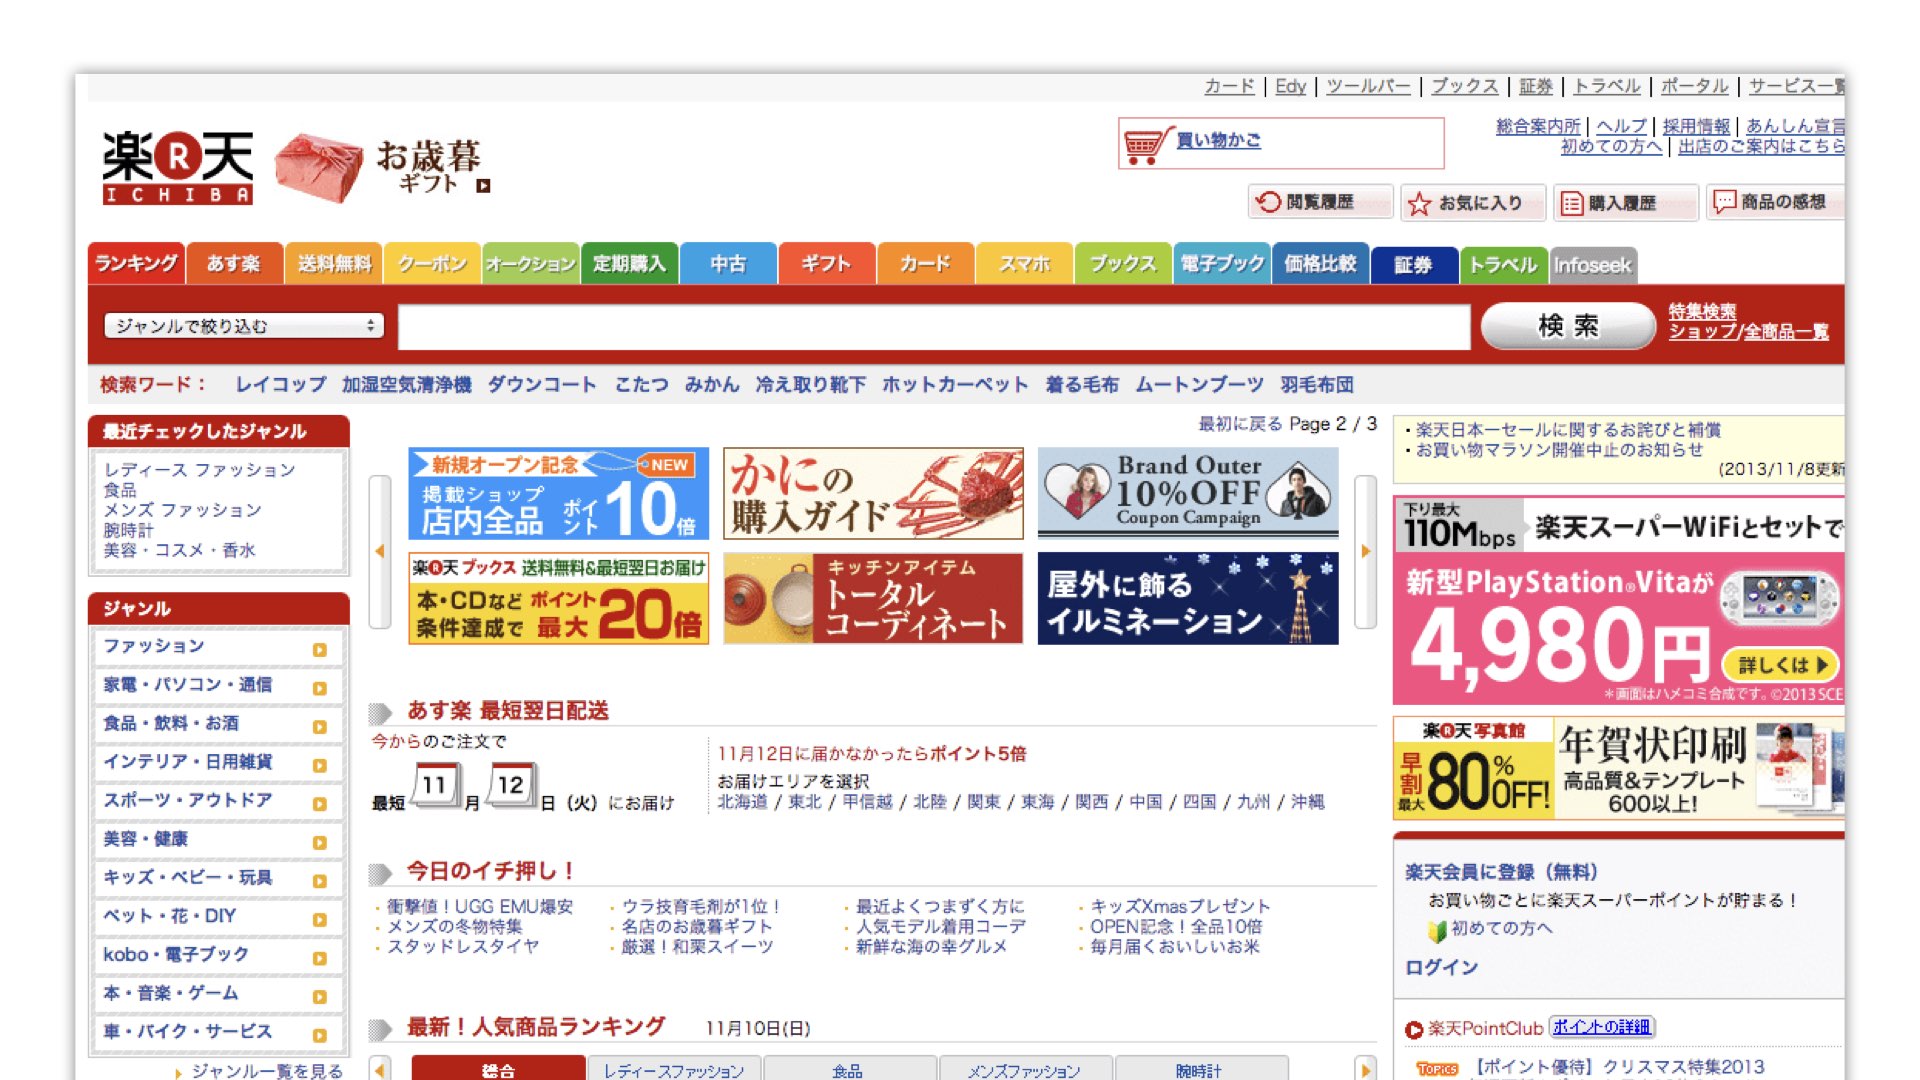 カード | Edy | ツールバー | ブックス | 証券 | トラベル | ポータル | サービス一覧
楽R天
ICHIBA
お歳暮
ギフト
買い物かご
総合案内所 | ヘルプ | 採用情報 | あんしん宣言
初めての方へ | 出店のご案内はこちら
閲覧履歴 お気に入り 購入履歴 商品の感想
ランキング あす楽 送料無料 クーポン オークション 定期購入 中古 ギフト カード スマホ ブックス 電子ブック 価格比較 証券 トラベル Infoseek
ジャンルで絞り込む
検 索
特集検索
ショップ/全商品一覧
検索ワード： レイコップ 加湿空気清浄機 ダウンコート こたつ みかん 冷え取り靴下 ホットカーペット 着る毛布 ムートンブーツ 羽毛布団
最近チェックしたジャンル
レディース ファッション
食品
メンズ ファッション
腕時計
美容・コスメ・香水
ジャンル
ファッション
家電・パソコン・通信
食品・飲料・お酒
インテリア・日用雑貨
スポーツ・アウトドア
美容・健康
キッズ・ベビー・玩具
ペット・花・DIY
kobo・電子ブック
本・音楽・ゲーム
車・バイク・サービス
ジャンル一覧を見る
最初に戻る Page 2 / 3
新規オープン記念 NEW
掲載ショップ
店内全品 ポイント10倍
かにの
購入ガイド
Brand Outer
10%OFF
Coupon Campaign
楽R天 ブックス 送料無料&最短翌日お届け
本・CDなど ポイント
条件達成で 最大 20倍
キッチンアイテム
トータル
コーディネート
屋外に飾る
イルミネーション
あす楽 最短翌日配送
今からのご注文で
最短 11 月 12 日（火）にお届け
11月12日に届かなかったらポイント5倍
お届けエリアを選択
北海道 / 東北 / 甲信越 / 北陸 / 関東 / 東海 / 関西 / 中国 / 四国 / 九州 / 沖縄
今日のイチ押し！
・衝撃値！UGG EMU爆安
・メンズの冬物特集
・スタッドレスタイヤ
・ウラ技育毛剤が1位！
・名店のお歳暮ギフト
・厳選！和栗スイーツ
・最近よくつまずく方に
・人気モデル着用コーデ
・新鮮な海の幸グルメ
・キッズXmasプレゼント
・OPEN記念！全品10倍
・毎月届くおいしいお米
最新！人気商品ランキング 11月10日(日)
総合 レディースファッション 食品 メンズファッション 腕時計
・楽天日本一セールに関するお詫びと補償
・お買い物マラソン開催中止のお知らせ
(2013/11/8更新
下り最大
110Mbps 楽天スーパーWiFiとセットで
新型PlayStation®Vitaが
4,980円
詳しくは
＊画面はハメコミ合成です。©2013 SCE
楽R天 写真館
早割最大80%OFF!
年賀状印刷
高品質&テンプレート
600以上!
楽天会員に登録（無料）
お買い物ごとに楽天スーパーポイントが貯まる！
初めての方へ
ログイン
楽天PointClub ポイントの詳細
TOPICS 【ポイント優待】クリスマス特集2013